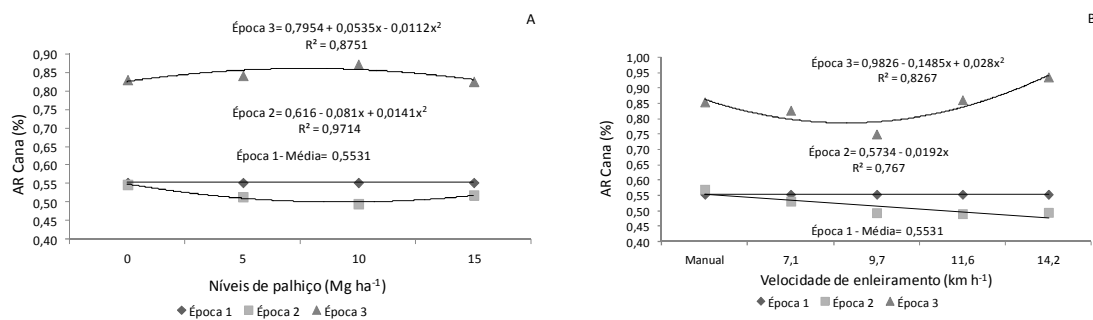 A
Época 3= 0,7954 + 0,0535x - 0,0112x²
R² = 0,8751
Época 2= 0,616 - 0,081x + 0,0141x²
R² = 0,9714
Época 1- Média= 0,5531
AR Cana (%)
0,90
0,85
0,80
0,75
0,70
0,65
0,60
0,55
0,50
0,45
0,40
0
5
10
15
Níveis de palhiço (Mg ha⁻¹)
Época 1
Época 2
Época 3
B
Época 3= 0,9826 - 0,1485x + 0,028x²
R² = 0,8267
Época 2= 0,5734 - 0,0192x
R² = 0,767
Época 1 - Média= 0,5531
AR Cana (%)
1,00
0,95
0,90
0,85
0,80
0,75
0,70
0,65
0,60
0,55
0,50
0,45
0,40
Manual
7,1
9,7
11,6
14,2
Velocidade de enleiramento (km h⁻¹)
Época 1
Época 2
Época 3